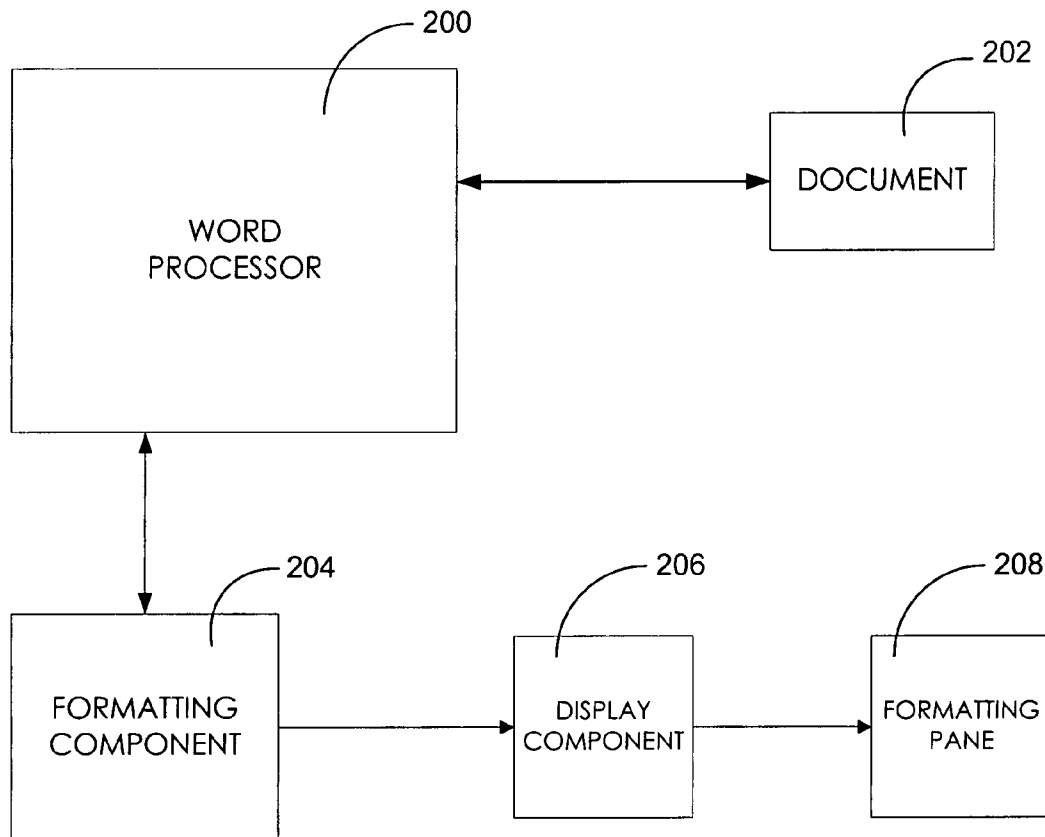 200
202
WORD
PROCESSOR
DOCUMENT
204
206
208
FORMATTING
COMPONENT
DISPLAY
COMPONENT
FORMATTING
PANE